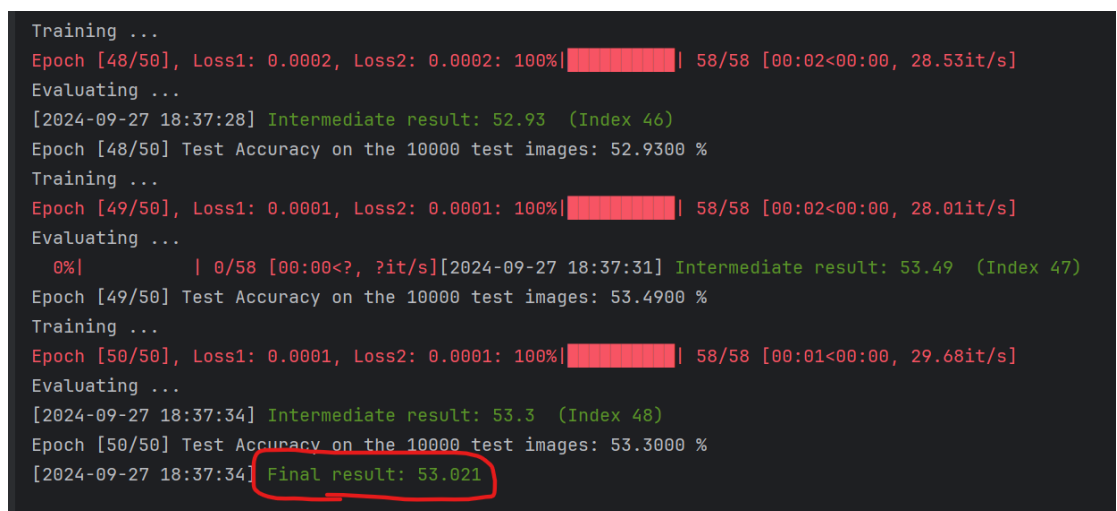 Training ...
Epoch [48/50], Loss1: 0.0002, Loss2: 0.0002: 100%|██████████| 58/58 [00:02<00:00, 28.53it/s]
Evaluating ...
[2024-09-27 18:37:28] Intermediate result: 52.93 (Index 46)
Epoch [48/50] Test Accuracy on the 10000 test images: 52.9300 %
Training ...
Epoch [49/50], Loss1: 0.0001, Loss2: 0.0001: 100%|██████████| 58/58 [00:02<00:00, 28.01it/s]
Evaluating ...
0%|          | 0/58 [00:00<?, ?it/s][2024-09-27 18:37:31] Intermediate result: 53.49 (Index 47)
Epoch [49/50] Test Accuracy on the 10000 test images: 53.4900 %
Training ...
Epoch [50/50], Loss1: 0.0001, Loss2: 0.0001: 100%|██████████| 58/58 [00:01<00:00, 29.68it/s]
Evaluating ...
[2024-09-27 18:37:34] Intermediate result: 53.3 (Index 48)
Epoch [50/50] Test Accuracy on the 10000 test images: 53.3000 %
[2024-09-27 18:37:34] Final result: 53.021